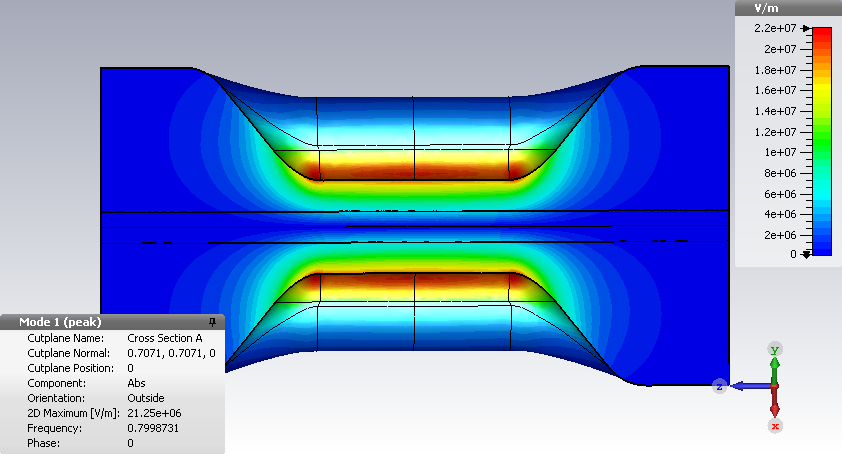 V/m
2.2e+07
2e+07
1.8e+07
1.6e+07
1.4e+07
1.2e+07
1e+07
8e+06
6e+06
4e+06
2e+06
0
Mode 1 (peak)
Cutplane Name: Cross Section A
Cutplane Normal: 0.7071, 0.7071, 0
Cutplane Position: 0
Component: Abs
Orientation: Outside
2D Maximum [V/m]: 21.25e+06
Frequency: 0.7998731
Phase: 0
y
z
x